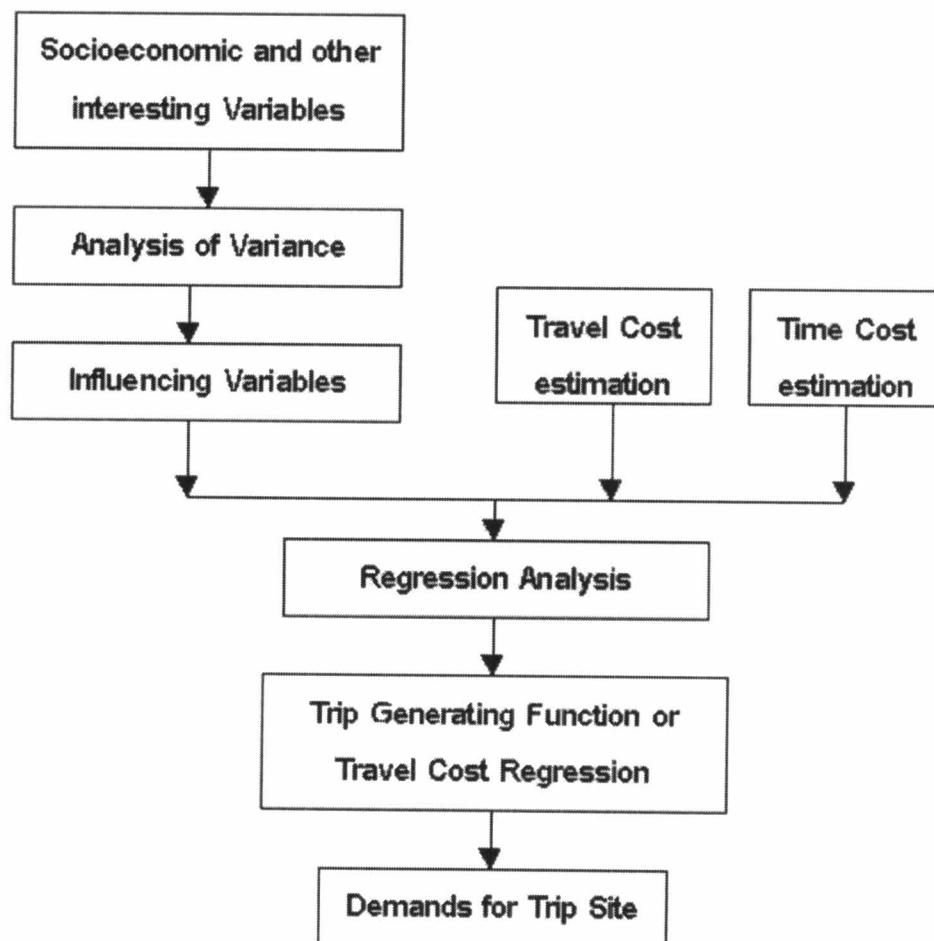 Socioeconomic and other
interesting Variables
Analysis of Variance
Influencing Variables
Travel Cost
estimation
Time Cost
estimation
Regression Analysis
Trip Generating Function or
Travel Cost Regression
Demands for Trip Site